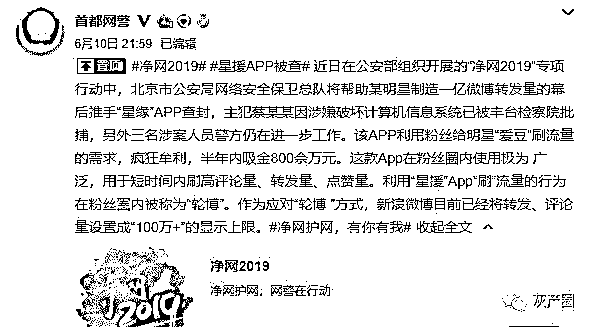 首都网警
6月10日 21:59 已编辑
置顶 #净网2019# #星援APP被查# 近日在公安部组织开展的“净网2019”专项
行动中，北京市公安局网络安全保卫总队将帮助某明星制造一亿微博转发量的幕
后推手“星缘”APP查封，主犯蔡某某因涉嫌破坏计算机信息系统已被丰台检察院批
捕，另外三名涉案人员警方仍在进一步工作。该APP利用粉丝给明星“爱豆”刷流量
的需求，疯狂牟利，半年内吸金800余万元。这款App在粉丝圈内使用极为 广
泛，用于短时间内刷高评论量、转发量、点赞量。利用“星援”App“刷”流量的行为
在粉丝圈内被称为“轮博”。作为应对“轮博 ”方式，新浪微博目前已经将转发、评论
量设置成“100万+”的显示上限。#净网护网，有你有我# 收起全文
净网2019
净网护网，网警在行动
净网
2019
灰产圈